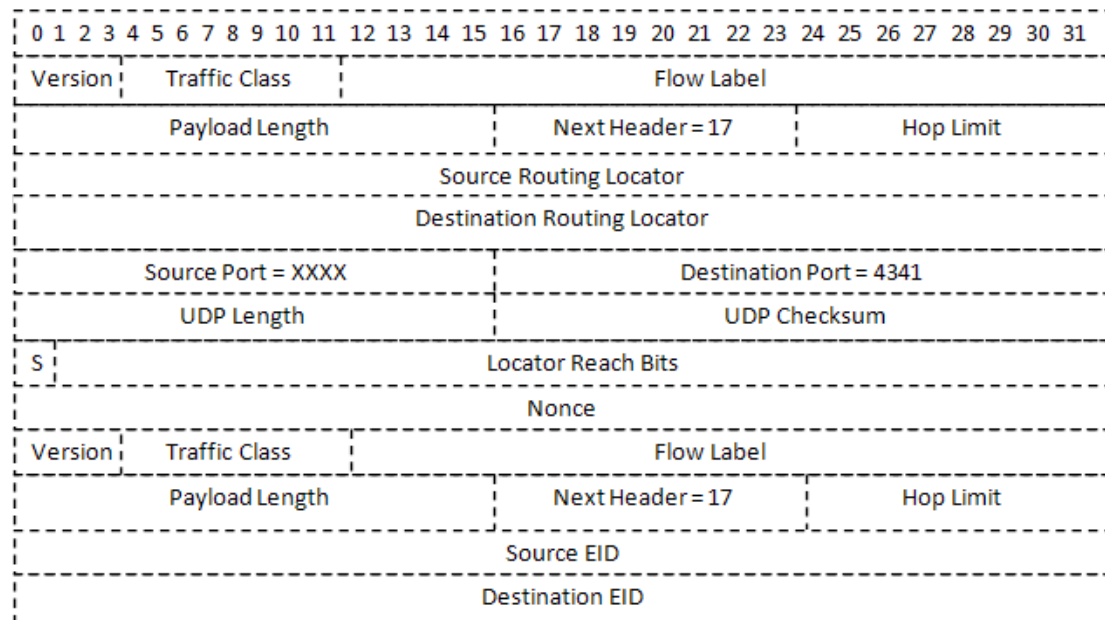 0 1 2 3 4 5 6 7 8 9 10 11 12 13 14 15 16 17 18 19 20 21 22 23 24 25 26 27 28 29 30 31
Version Traffic Class Flow Label
Payload Length Next Header = 17 Hop Limit
Source Routing Locator
Destination Routing Locator
Source Port = XXXX Destination Port = 4341
UDP Length UDP Checksum
S Locator Reach Bits
Nonce
Version Traffic Class Flow Label
Payload Length Next Header = 17 Hop Limit
Source EID
Destination EID